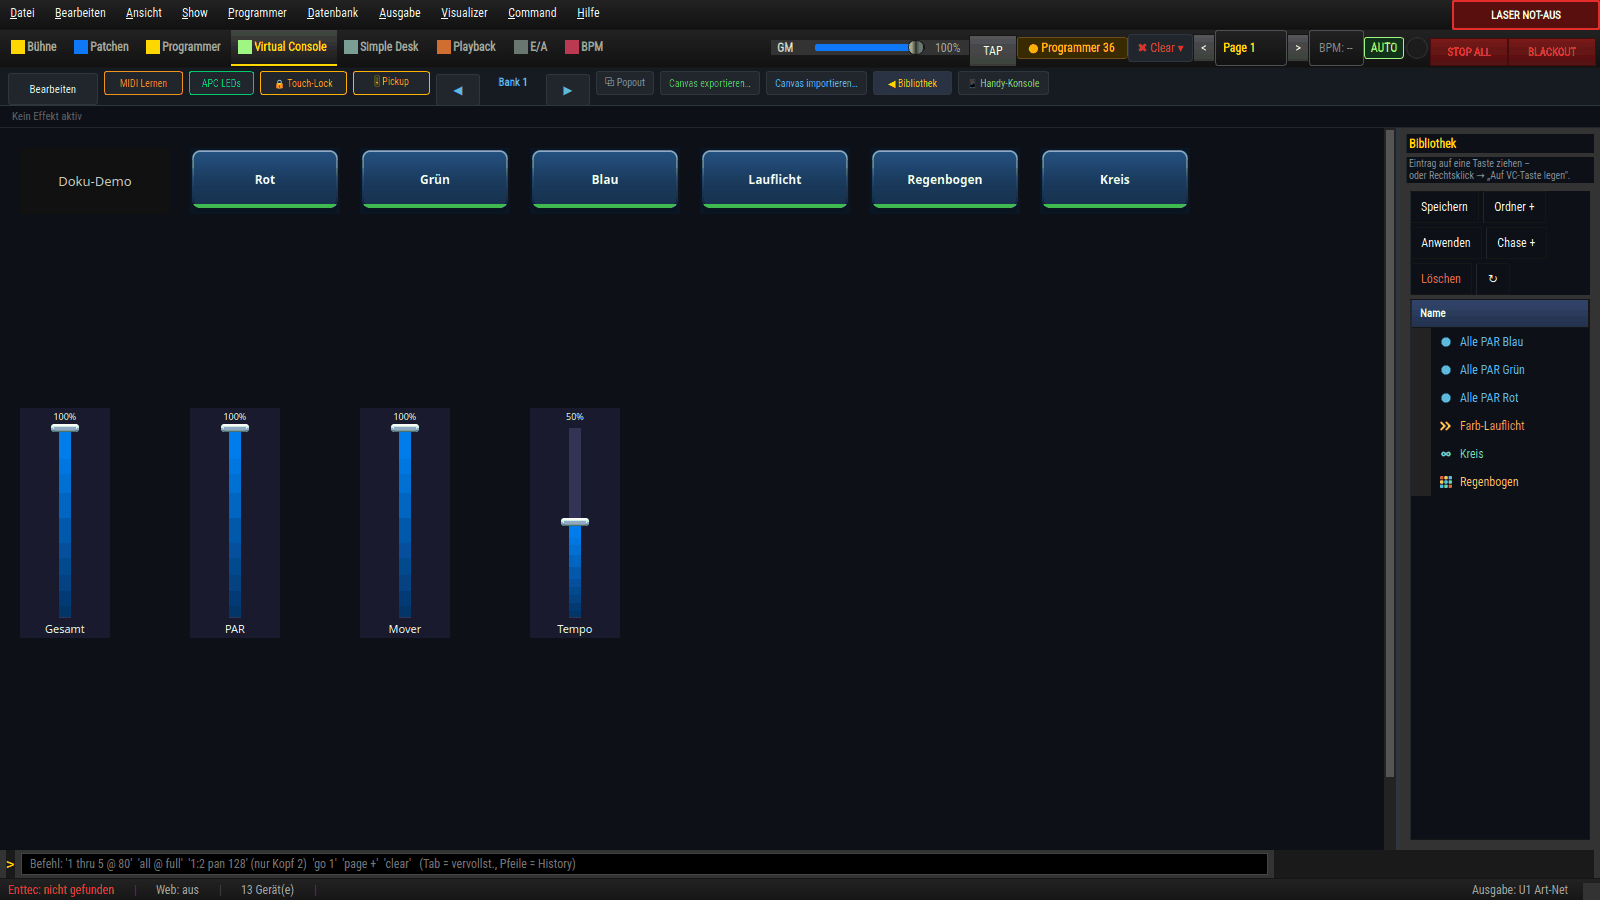 Datei Bearbeiten Ansicht Show Programmer Datenbank Ausgabe Visualizer Command Hilfe LASER NOT-AUS
Bühne Patchen Programmer Virtual Console Simple Desk Playback E/A BPM GM 100% TAP Programmer 36 ✖ Clear ▾ < Page 1 > BPM: -- AUTO STOP ALL BLACKOUT
Bearbeiten MIDI Lernen APC LEDs Touch-Lock Pickup ◀ Bank 1 ▶ Popout Canvas exportieren... Canvas importieren... ◀ Bibliothek Handy-Konsole
Kein Effekt aktiv
Doku-Demo Rot Grün Blau Lauflicht Regenbogen Kreis
100% 100% 100% 50%
Gesamt PAR Mover Tempo
Bibliothek
Eintrag auf eine Taste ziehen –
oder Rechtsklick → „Auf VC-Taste legen“.
Speichern Ordner +
Anwenden Chase +
Löschen ↻
Name
Alle PAR Blau
Alle PAR Grün
Alle PAR Rot
Farb-Lauflicht
Kreis
Regenbogen
> Befehl: '1 thru 5 @ 80' 'all @ full' '1:2 pan 128' (nur Kopf 2) 'go 1' 'page +' 'clear' (Tab = vervollst., Pfeile = History)
Enttec: nicht gefunden Web: aus 13 Gerät(e) Ausgabe: U1 Art-Net